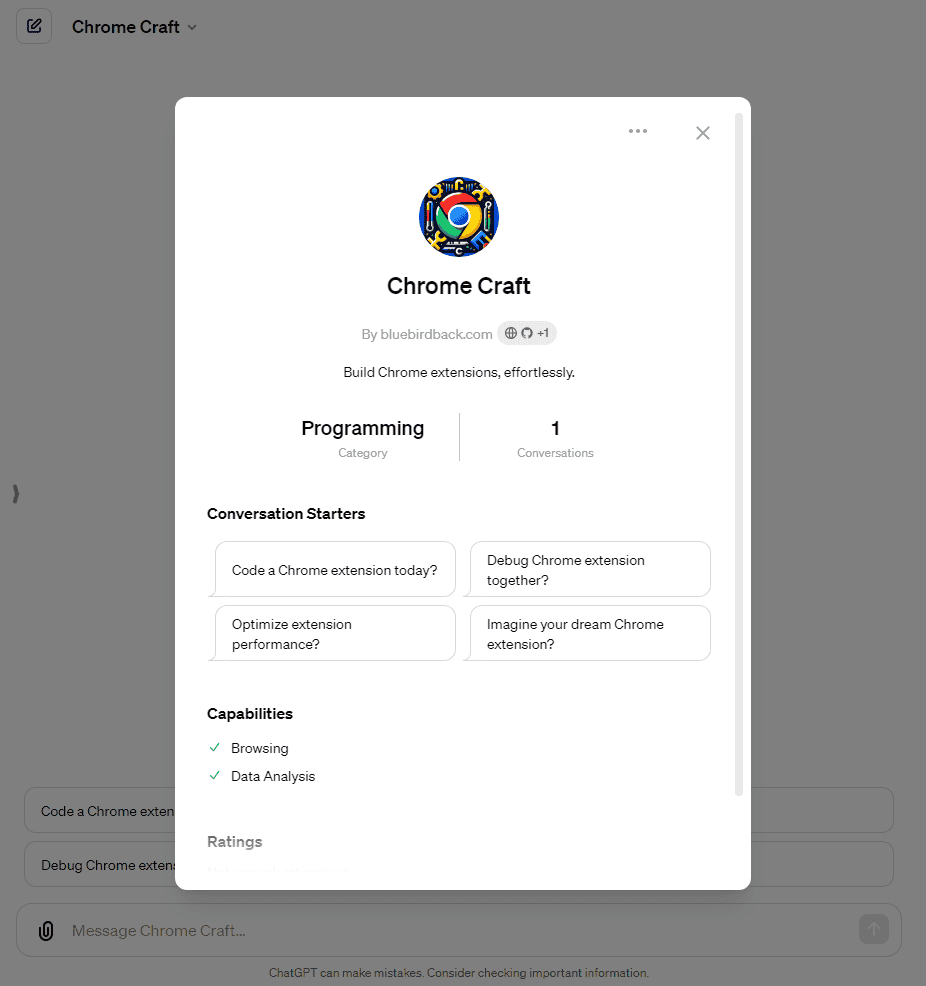 Chrome Craft
Chrome Craft
By bluebirdback.com +1
Build Chrome extensions, effortlessly.
Programming
Category
1
Conversations
Conversation Starters
Code a Chrome extension today?
Debug Chrome extension
together?
Optimize extension
performance?
Imagine your dream Chrome
extension?
Capabilities
Browsing
Data Analysis
Ratings
Code a Chrome exten
Debug Chrome extens
Message Chrome Craft...
ChatGPT can make mistakes. Consider checking important information.